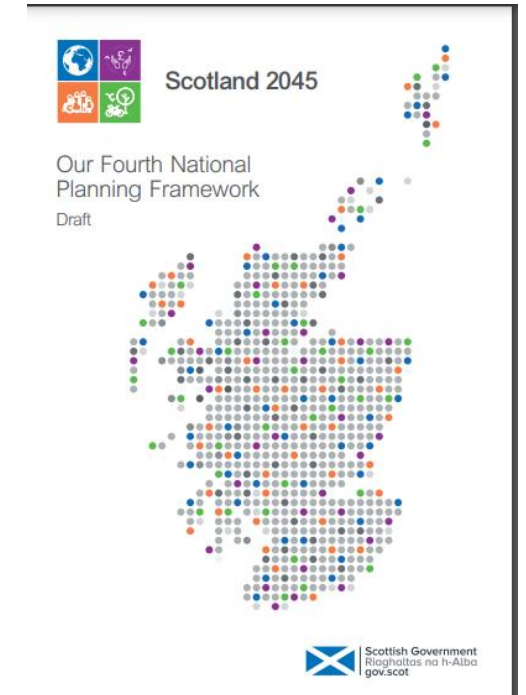 Scotland 2045
Our Fourth National
Planning Framework
Draft
Scottish Government
Riaghaltas na h-Alba
gov.scot